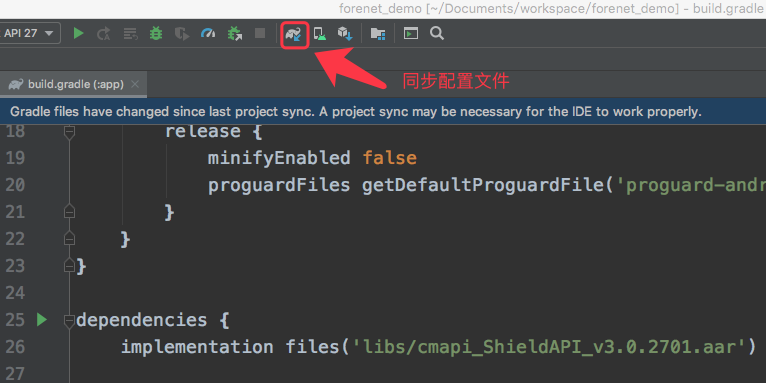 forenet_demo [~/Documents/workspace/forenet_demo] - build.gradle
API 27
同步配置文件
build.gradle (:app)
Gradle files have changed since last project sync. A project sync may be necessary for the IDE to work properly.
18 release {
19 minifyEnabled false
20 proguardFiles getDefaultProguardFile('proguard-andr
21 }
22 }
23 }
24
25 dependencies {
26 implementation files('libs/cmapi_ShieldAPI_v3.0.2701.aar')